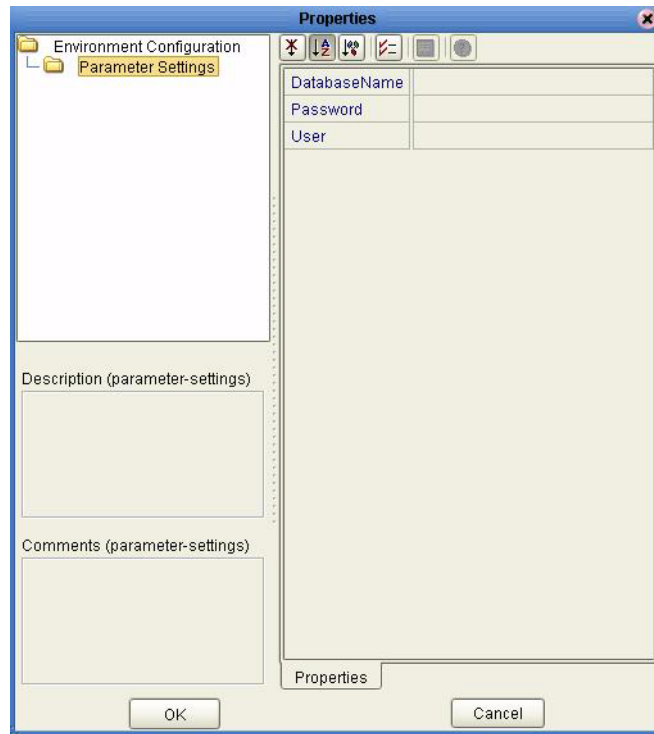 Properties
Environment Configuration
Parameter Settings
DatabaseName
Password
User
Description (parameter-settings)
Comments (parameter-settings)
Properties
OK
Cancel